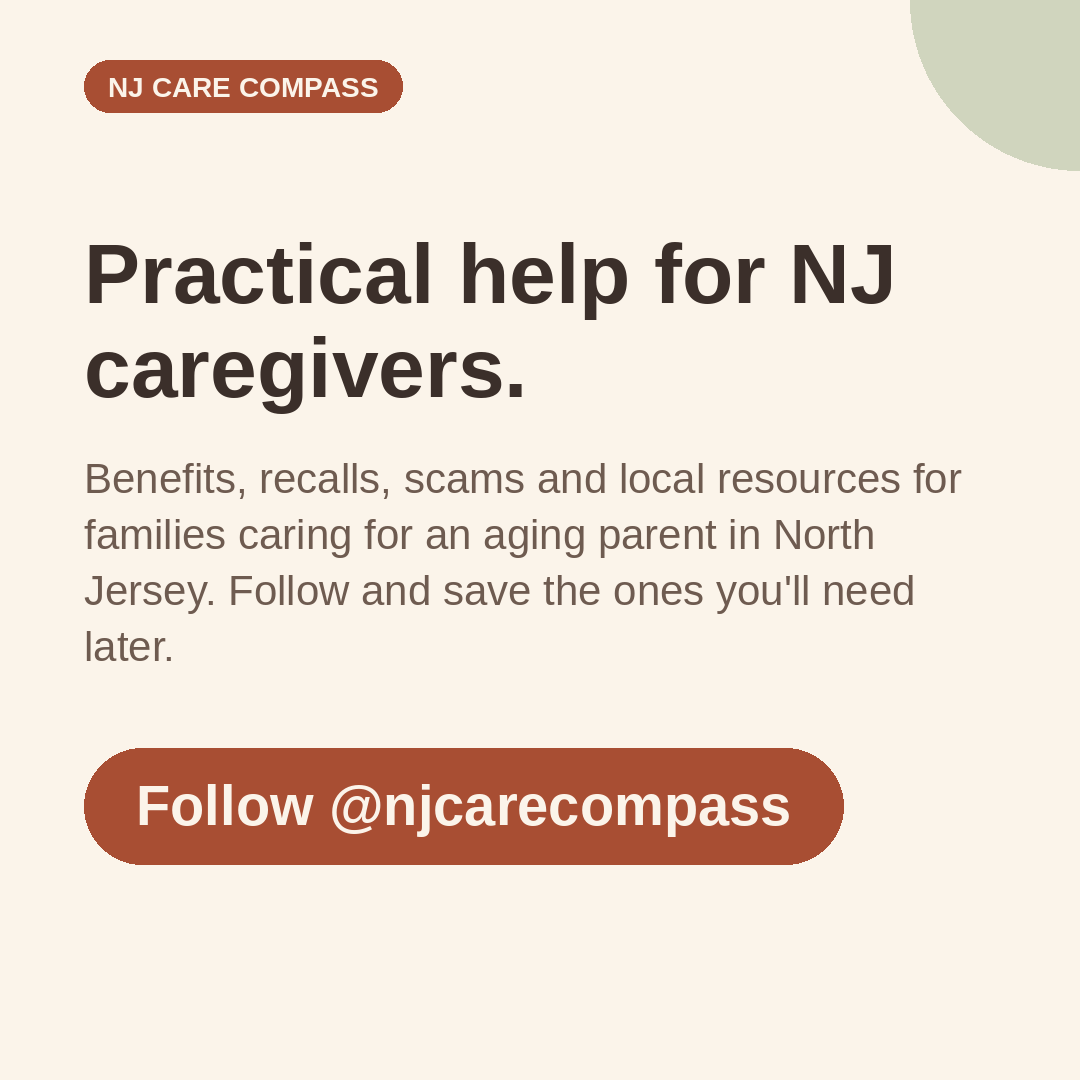 NJ CARE COMPASS
Practical help for NJ
caregivers.
Benefits, recalls, scams and local resources for
families caring for an aging parent in North
Jersey. Follow and save the ones you'll need
later.
Follow @njcarecompass